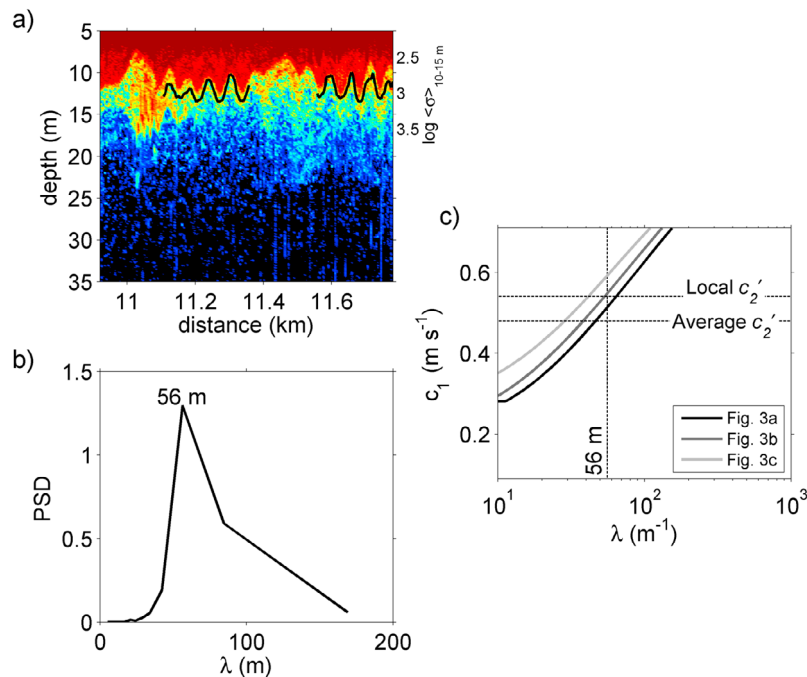 a)
5
10
15
20
25
30
35
depth (m)
11
11.2
11.4
11.6
distance (km)
2.5
3
3.5
log <σ>10-15 m
b)
1.5
1
0.5
0
PSD
56 m
0
100
200
λ (m)
c)
0.6
0.4
0.2
c1 (m s-1)
Local c2′
Average c2′
56 m
Fig. 3a
Fig. 3b
Fig. 3c
10^1
10^2
10^3
λ (m-1)